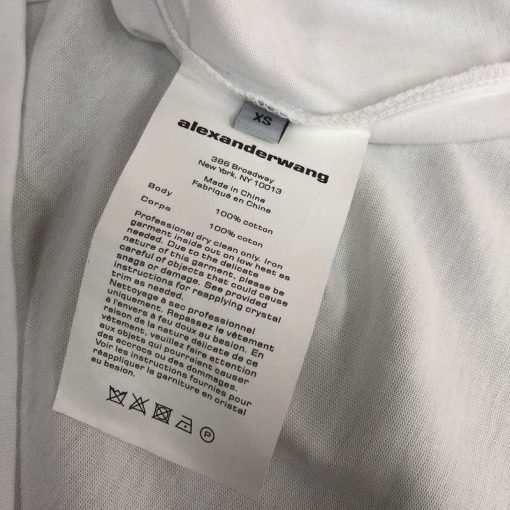 XS
alexanderwang
386 Broadway
New York, NY 10013
Made in China
Fabriqué en Chine
Body 100% cotton
Corps 100% coton
Professional dry clean only. Iron
garment inside out on low heat as
needed. Due to the delicate
nature of this garment, please be
careful of objects that could cause
snags or damage. See provided
instructions for reapplying crystal
trim as needed.
Nettoyage à sec professionnel
uniquement. Repassez le vêtement
à l'envers à feu doux au besoin. En
raison de la nature délicate de ce
vêtement, veuillez faire attention
aux objets qui pourraient causer
des accrocs ou des dommages.
Voir les instructions fournies pour
réappliquer la garniture en cristal
au besoin.
P